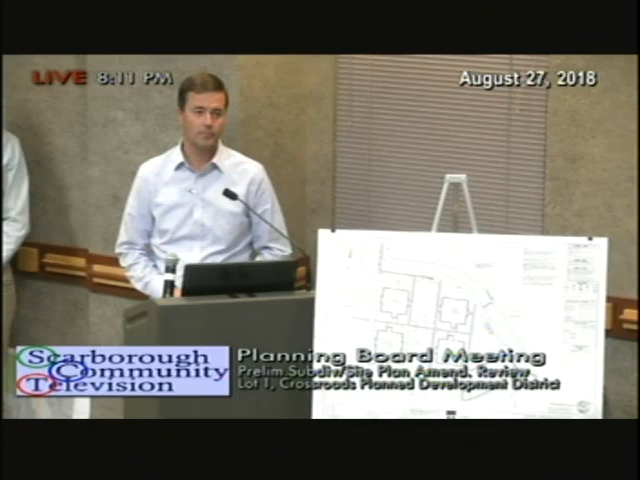 LIVE 8:11 PM
August 27, 2018
Scarborough
Community
Television
Planning Board Meeting
Prelim.Subdiv/Site Plan Amend. Review
Lot 1, Crossroads Planned Development District